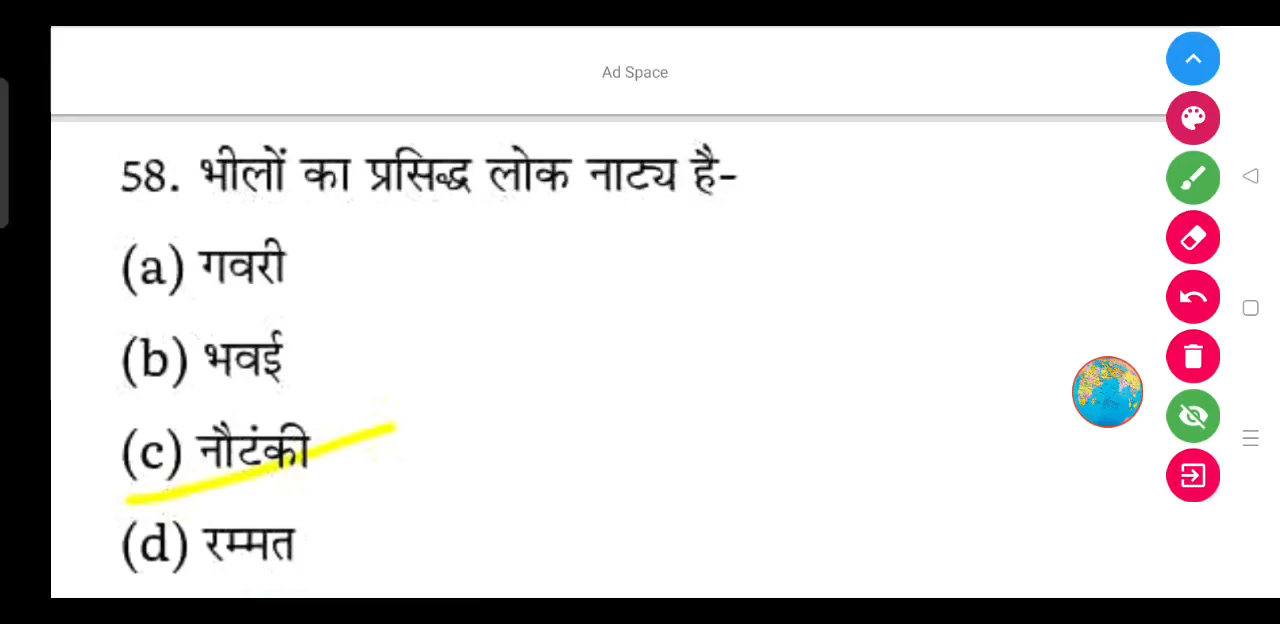 Ad Space
58. भीलों का प्रसिद्ध लोक नाट्य है-
(a) गवरी
(b) भवई
(c) नौटंकी
(d) रम्मत